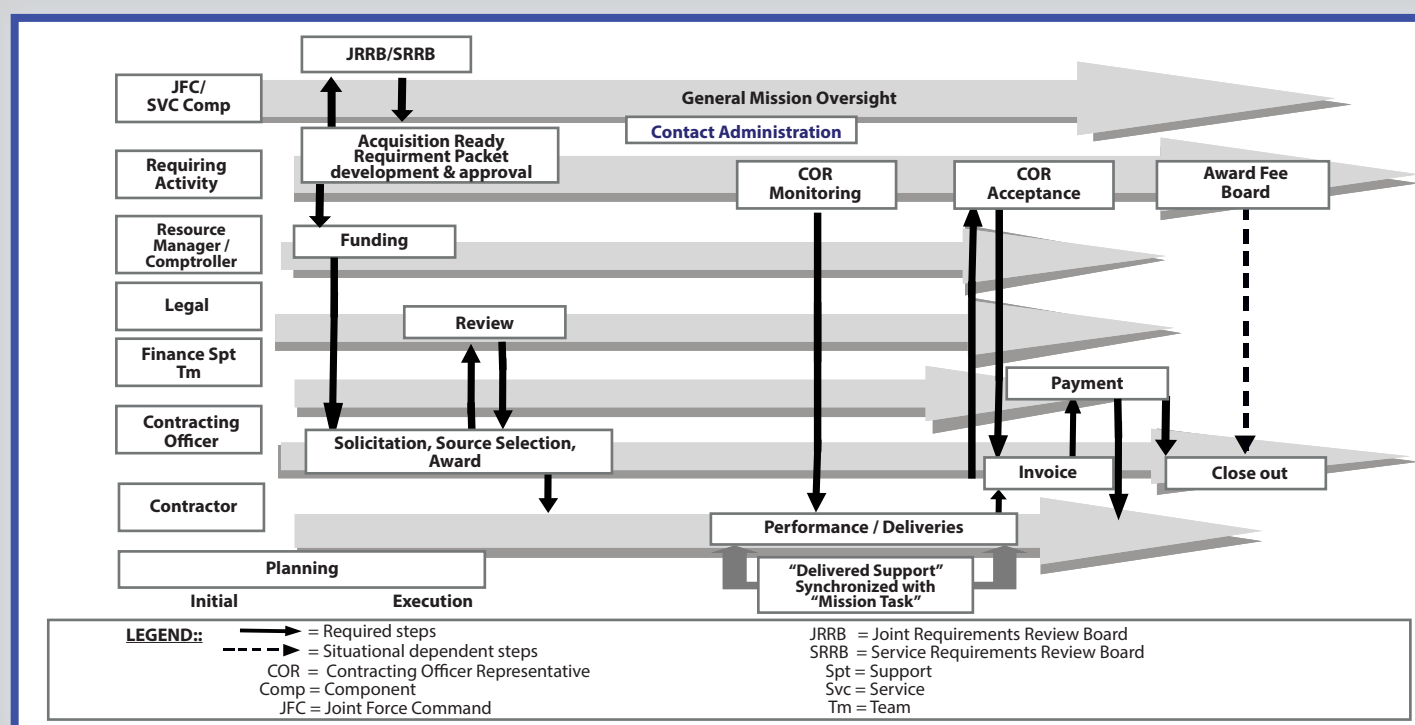 JRRB/SRRB
JFC/
SVC Comp
General Mission Oversight
Contact Administration
Acquisition Ready
Requirment Packet
development & approval
Requiring
Activity
COR
Monitoring
COR
Acceptance
Award Fee
Board
Resource
Manager /
Comptroller
Funding
Legal
Review
Finance Spt
Tm
Payment
Contracting
Officer
Solicitation, Source Selection,
Award
Invoice
Close out
Contractor
Performance / Deliveries
Planning
"Delivered Support"
Synchronized with
"Mission Task"
Initial
Execution
LEGEND::
= Required steps
= Situational dependent steps
COR = Contracting Officer Representative
Comp = Component
JFC = Joint Force Command
JRRB = Joint Requirements Review Board
SRRB = Service Requirements Review Board
Spt = Support
Svc = Service
Tm = Team